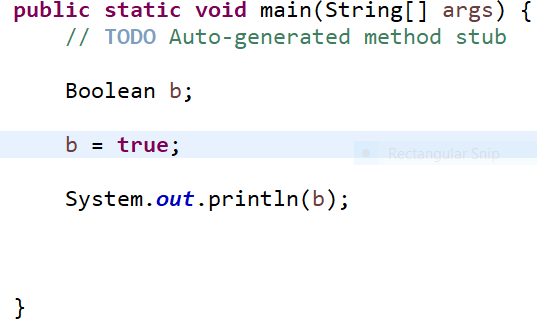 public static void main(String[] args) {
// TODO Auto-generated method stub
Boolean b;
b = true;
Rectangular Snip
System.out.println(b);
}